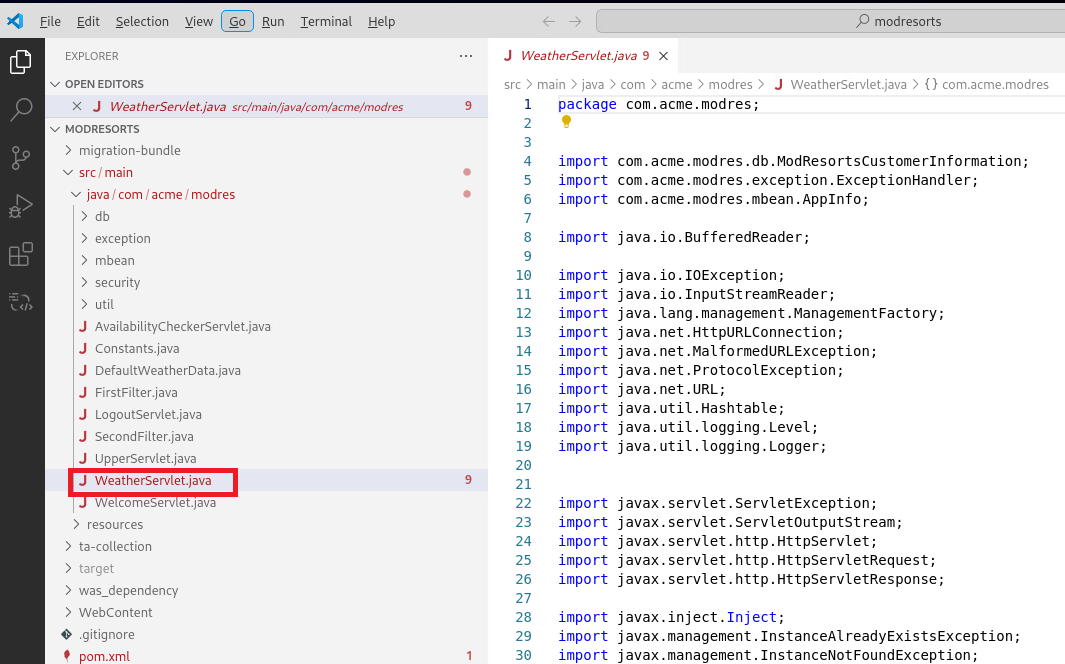 File Edit Selection View Go Run Terminal Help modresorts
EXPLORER
OPEN EDITORS
WeatherServlet.java src/main/java/com/acme/modres 9
MODRESORTS
migration-bundle
src / main
java / com / acme / modres
db
exception
mbean
security
util
AvailabilityCheckerServlet.java
Constants.java
DefaultWeatherData.java
FirstFilter.java
LogoutServlet.java
SecondFilter.java
UpperServlet.java
WeatherServlet.java 9
WelcomeServlet.java
resources
ta-collection
target
was_dependency
WebContent
.gitignore
pom.xml 1
WeatherServlet.java 9
src > main > java > com > acme > modres > J WeatherServlet.java > {} com.acme.modres
1 package com.acme.modres;
2
3
4 import com.acme.modres.db.ModResortsCustomerInformation;
5 import com.acme.modres.exception.ExceptionHandler;
6 import com.acme.modres.mbean.AppInfo;
7
8 import java.io.BufferedReader;
9
10 import java.io.IOException;
11 import java.io.InputStreamReader;
12 import java.lang.management.ManagementFactory;
13 import java.net.HttpURLConnection;
14 import java.net.MalformedURLException;
15 import java.net.ProtocolException;
16 import java.net.URL;
17 import java.util.Hashtable;
18 import java.util.logging.Level;
19 import java.util.logging.Logger;
20
21
22 import javax.servlet.ServletException;
23 import javax.servlet.ServletOutputStream;
24 import javax.servlet.http.HttpServlet;
25 import javax.servlet.http.HttpServletRequest;
26 import javax.servlet.http.HttpServletResponse;
27
28 import javax.inject.Inject;
29 import javax.management.InstanceAlreadyExistsException;
30 import javax.management.InstanceNotFoundException;